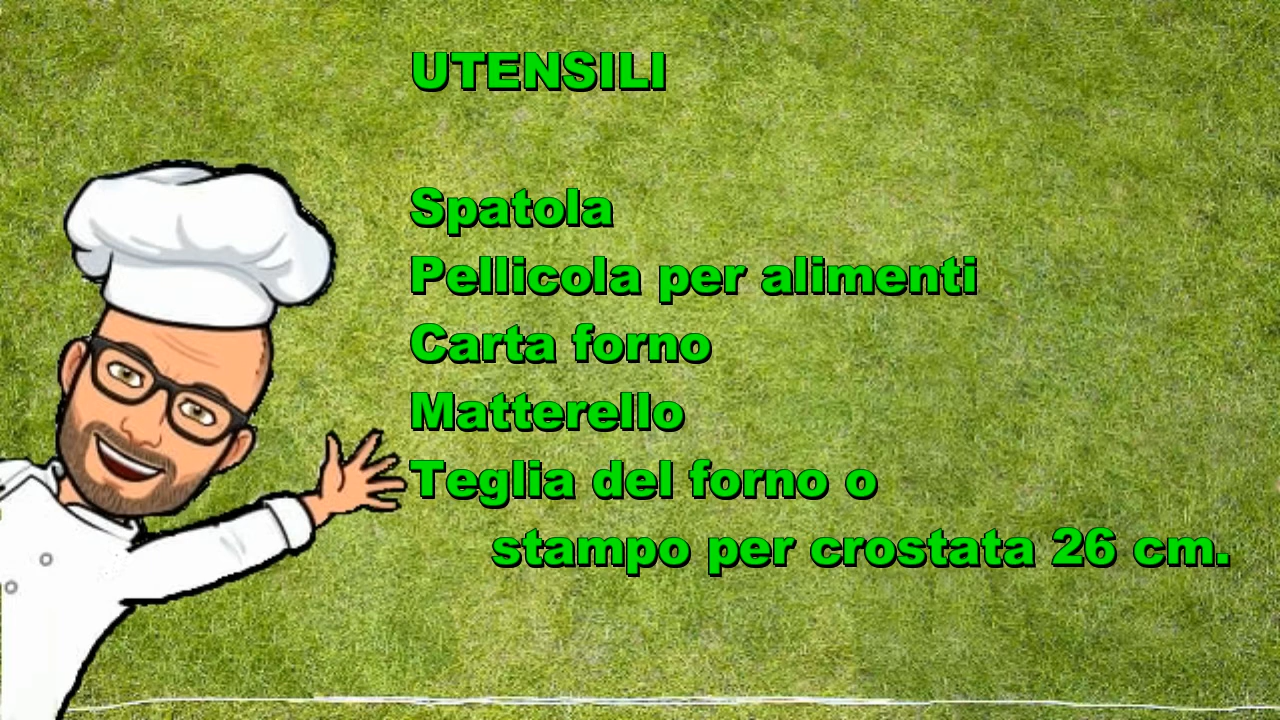 UTENSILI
Spatola
Pellicola per alimenti
Carta forno
Matterello
Teglia del forno o
stampo per crostata 26 cm.